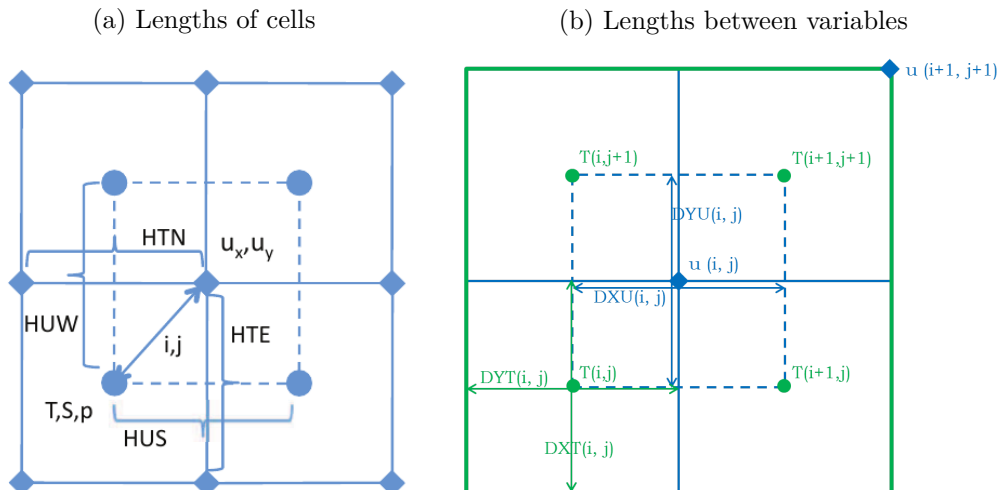 (a) Lengths of cells
HTN
u_x,u_y
HUW
i,j
HTE
T,S,p
HUS
(b) Lengths between variables
u (i+1, j+1)
T(i,j+1)
T(i+1,j+1)
DYU(i, j)
u (i, j)
DXU(i, j)
DYT(i, j)
T(i,j)
T(i+1,j)
DXT(i, j)